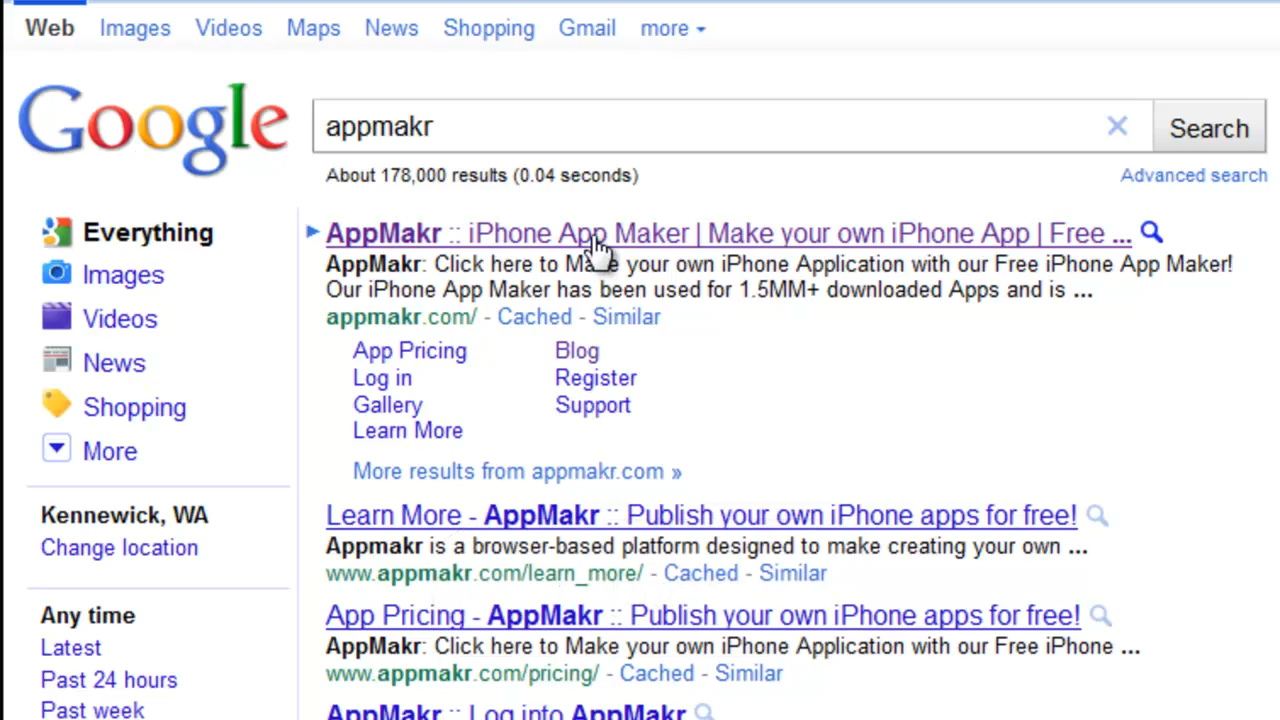 Web Images Videos Maps News Shopping Gmail more
Google
appmakr
Search
About 178,000 results (0.04 seconds)
Advanced search
Everything
Images
Videos
News
Shopping
More
Kennewick, WA
Change location
Any time
Latest
Past 24 hours
Past week
AppMakr :: iPhone App Maker | Make your own iPhone App | Free ...
AppMakr: Click here to Make your own iPhone Application with our Free iPhone App Maker!
Our iPhone App Maker has been used for 1.5MM+ downloaded Apps and is ...
appmakr.com/ - Cached - Similar
App Pricing Blog
Log in Register
Gallery Support
Learn More
More results from appmakr.com »
Learn More - AppMakr :: Publish your own iPhone apps for free!
Appmakr is a browser-based platform designed to make creating your own ...
www.appmakr.com/learn_more/ - Cached - Similar
App Pricing - AppMakr :: Publish your own iPhone apps for free!
AppMakr: Click here to Make your own iPhone Application with our Free iPhone ...
www.appmakr.com/pricing/ - Cached - Similar
AppMakr :: Log into AppMakr